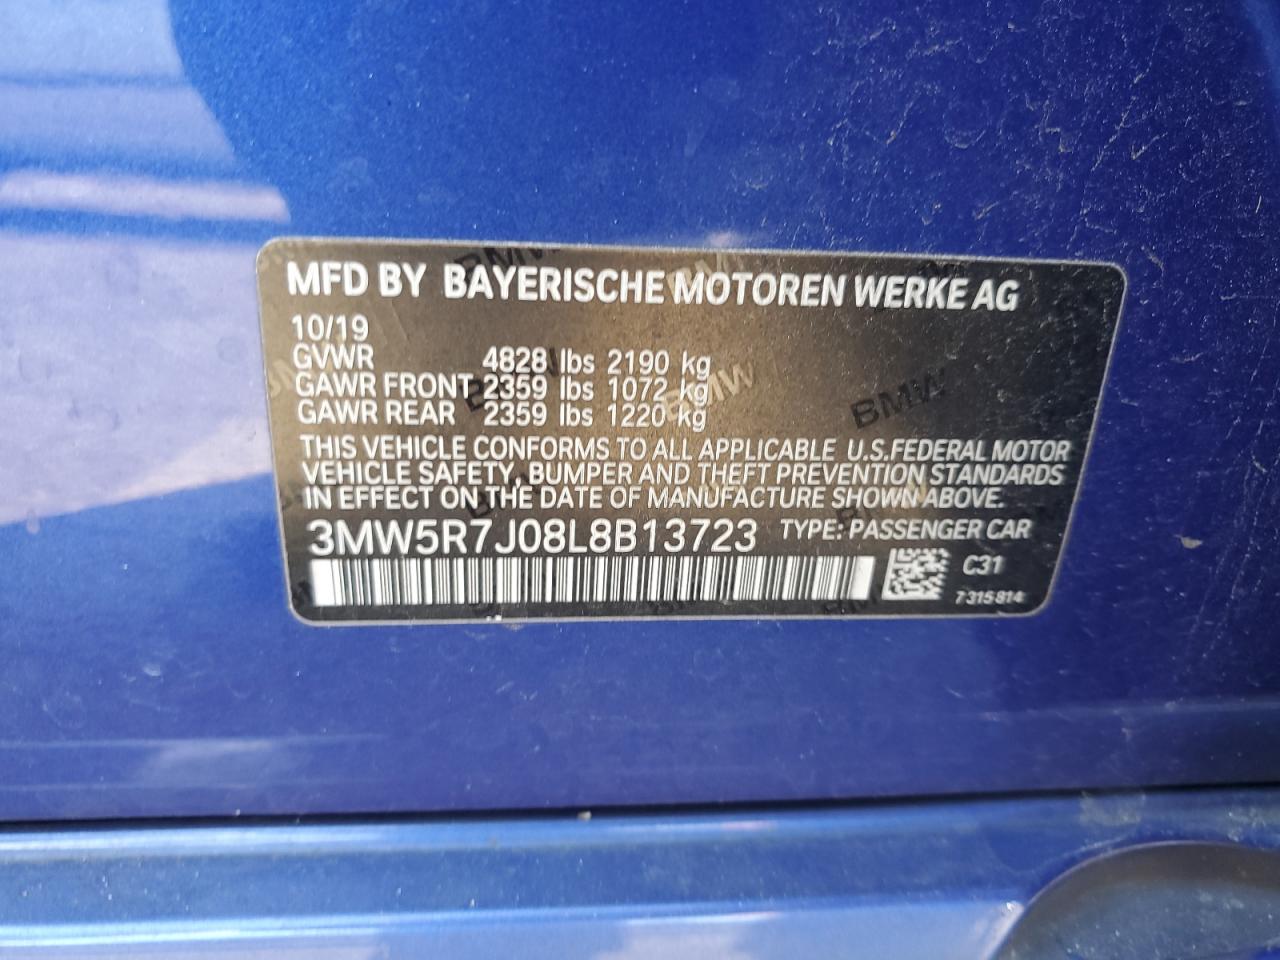 MFD BY BAYERISCHE MOTOREN WERKE AG
10/19
GVWR 4828 lbs 2190 kg
GAWR FRONT 2359 lbs 1072 kg
GAWR REAR 2359 lbs 1220 kg
THIS VEHICLE CONFORMS TO ALL APPLICABLE U.S.FEDERAL MOTOR
VEHICLE SAFETY, BUMPER AND THEFT PREVENTION STANDARDS
IN EFFECT ON THE DATE OF MANUFACTURE SHOWN ABOVE.
3MW5R7J08L8B13723 TYPE: PASSENGER CAR
C31
7315814